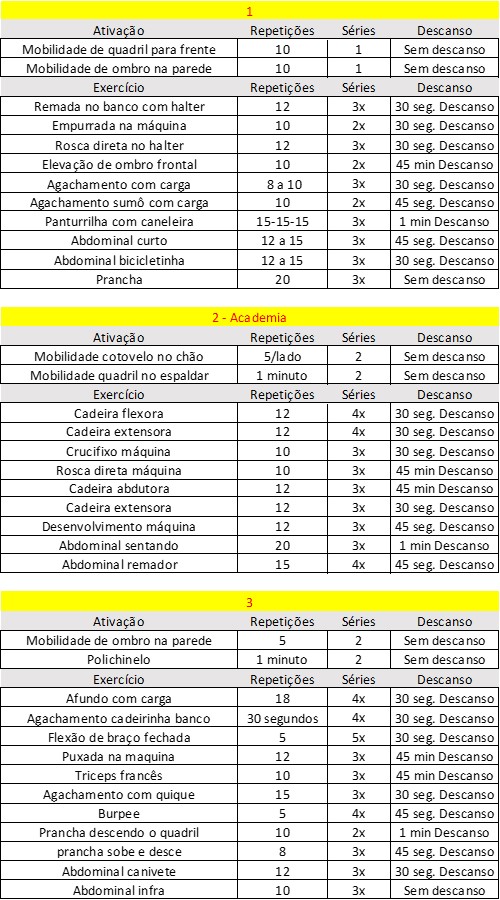 1
Ativação Repetições Séries Descanso
Mobilidade de quadril para frente 10 1 Sem descanso
Mobilidade de ombro na parede 10 1 Sem descanso
Exercício Repetições Séries Descanso
Remada no banco com halter 12 3x 30 seg. Descanso
Empurrada na máquina 10 2x 30 seg. Descanso
Rosca direta no halter 12 3x 30 seg. Descanso
Elevação de ombro frontal 10 2x 45 min Descanso
Agachamento com carga 8 a 10 3x 30 seg. Descanso
Agachamento sumô com carga 10 2x 45 seg. Descanso
Panturrilha com caneleira 15-15-15 3x 1 min Descanso
Abdominal curto 12 a 15 3x 45 seg. Descanso
Abdominal bicicletinha 12 a 15 3x 30 seg. Descanso
Prancha 20 3x Sem descanso
2 - Academia
Ativação Repetições Séries Descanso
Mobilidade cotovelo no chão 5/lado 2 Sem descanso
Mobilidade quadril no espaldar 1 minuto 2 Sem descanso
Exercício Repetições Séries Descanso
Cadeira flexora 12 4x 30 seg. Descanso
Cadeira extensora 12 4x 30 seg. Descanso
Crucifixo máquina 10 3x 30 seg. Descanso
Rosca direta máquina 10 3x 45 min Descanso
Cadeira abdutora 12 3x 45 min Descanso
Cadeira extensora 12 3x 30 seg. Descanso
Desenvolvimento máquina 12 3x 45 seg. Descanso
Abdominal sentando 20 3x 1 min Descanso
Abdominal remador 15 4x 45 seg. Descanso
3
Ativação Repetições Séries Descanso
Mobilidade de ombro na parede 5 2 Sem descanso
Polichinelo 1 minuto 2 Sem descanso
Exercício Repetições Séries Descanso
Afundo com carga 18 4x 30 seg. Descanso
Agachamento cadeirinha banco 30 segundos 4x 30 seg. Descanso
Flexão de braço fechada 5 5x 30 seg. Descanso
Puxada na maquina 12 3x 45 min Descanso
Triceps francês 10 3x 45 min Descanso
Agachamento com quique 15 3x 30 seg. Descanso
Burpee 5 4x 45 seg. Descanso
Prancha descendo o quadril 10 2x 1 min Descanso
prancha sobe e desce 8 3x 45 seg. Descanso
Abdominal canivete 12 3x 30 seg. Descanso
Abdominal infra 10 3x Sem descanso